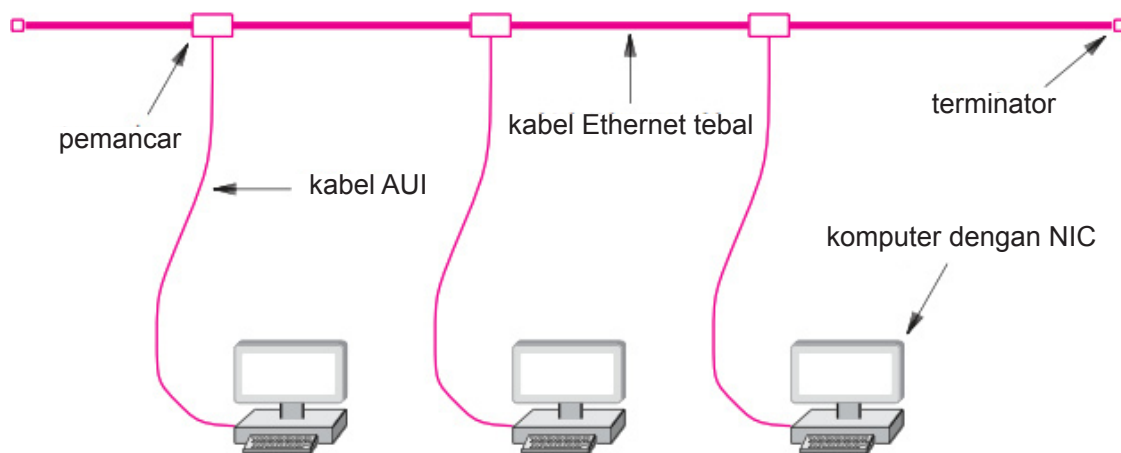 kabel Ethernet tebal
terminator
pemancar
kabel AUI
komputer dengan NIC